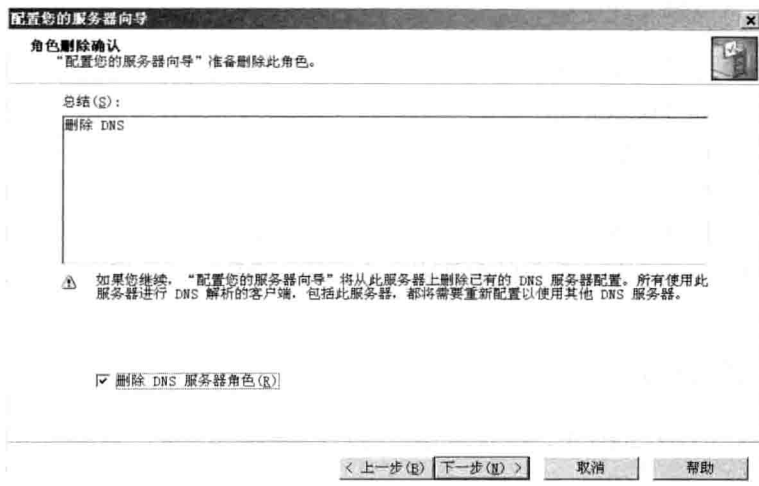 配置您的服务器向导
角色删除确认
“配置您的服务器向导”准备删除此角色。
总结(S):
删除 DNS
如果您继续，“配置您的服务器向导”将从此服务器上删除已有的 DNS 服务器配置。所有使用此
服务器进行 DNS 解析的客户端，包括此服务器，都将需要重新配置以使用其他 DNS 服务器。
删除 DNS 服务器角色(R)
< 上一步(B) 下一步(N) > 取消 帮助